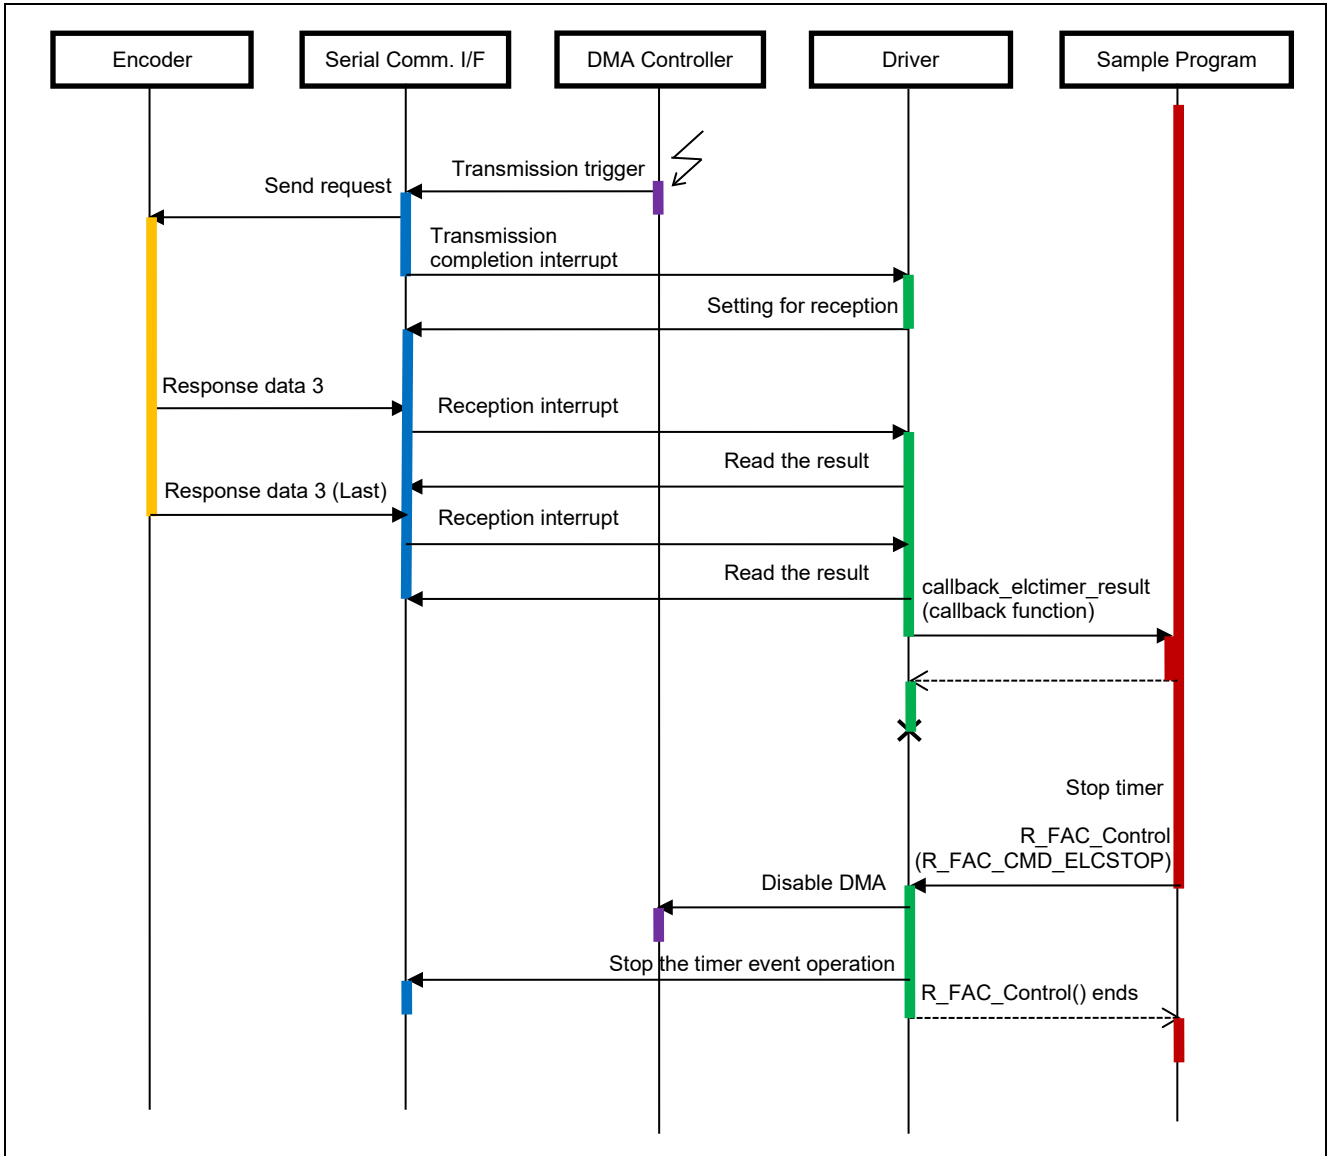 Encoder
Serial Comm. I/F
DMA Controller
Driver
Sample Program
Transmission trigger
Send request
Transmission
completion interrupt
Setting for reception
Response data 3
Reception interrupt
Read the result
Response data 3 (Last)
Reception interrupt
Read the result
callback_elctimer_result
(callback function)
Stop timer
R_FAC_Control
(R_FAC_CMD_ELCSTOP)
Disable DMA
Stop the timer event operation
R_FAC_Control() ends